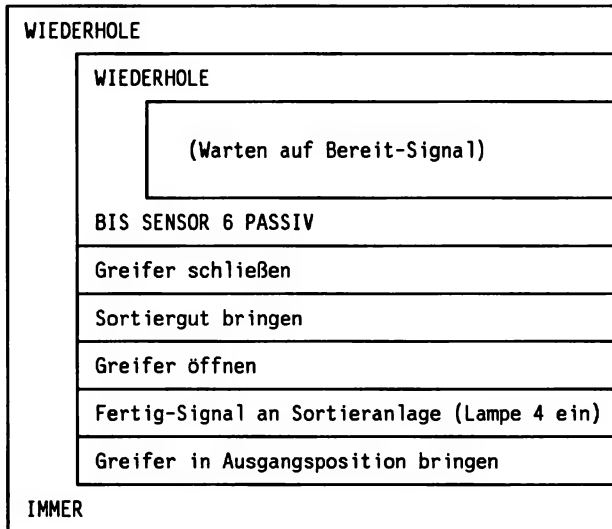 WIEDERHOLE
WIEDERHOLE
(Warten auf Bereit-Signal)
BIS SENSOR 6 PASSIV
Greifer schließen
Sortiergut bringen
Greifer öffnen
Fertig-Signal an Sortieranlage (Lampe 4 ein)
Greifer in Ausgangsposition bringen
IMMER